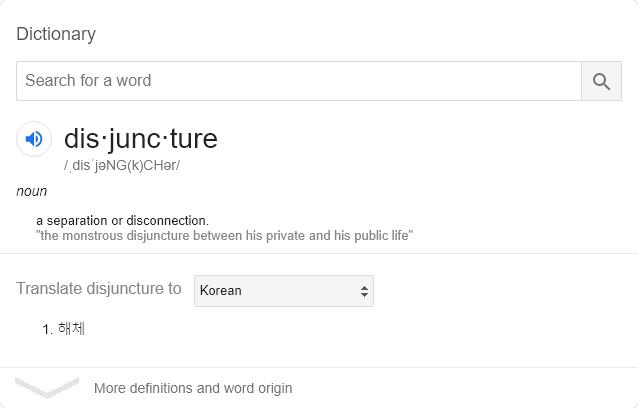 Dictionary
Search for a word
dis·junc·ture
/ˌdisˈjəNG(k)CHər/
noun
a separation or disconnection.
"the monstrous disjuncture between his private and his public life"
Translate disjuncture to Korean
1. 해체
More definitions and word origin